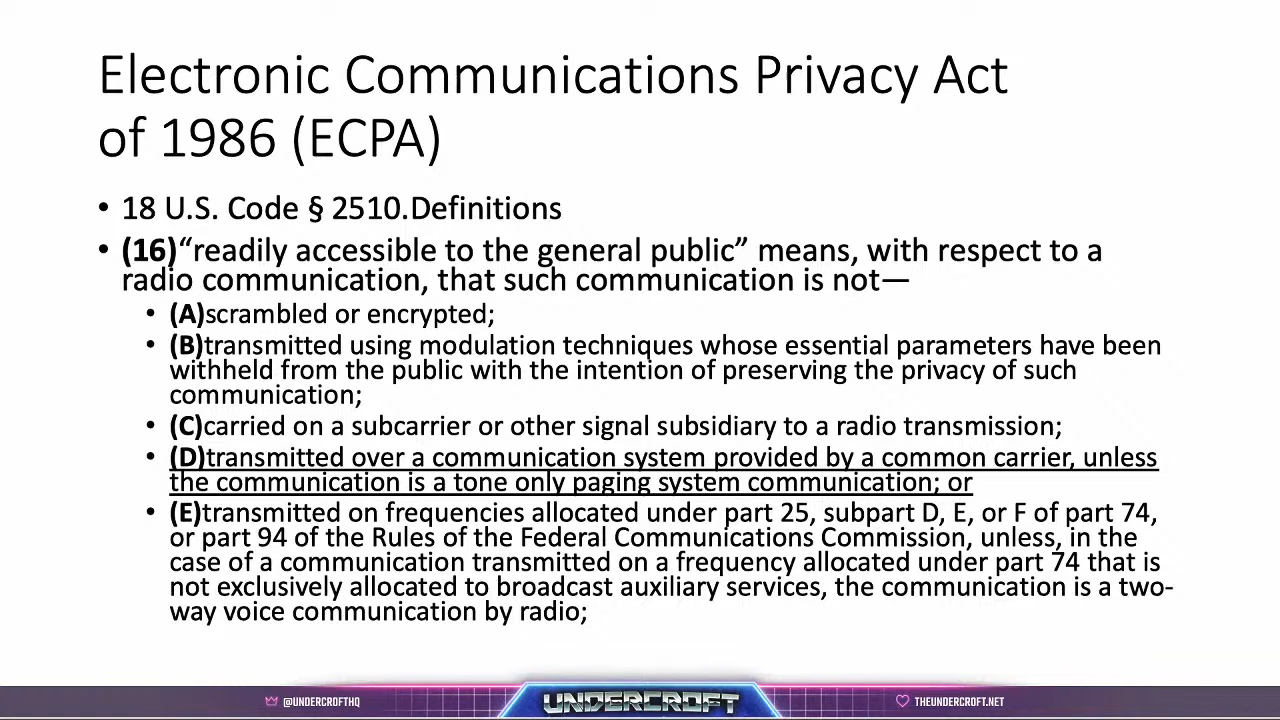 Electronic Communications Privacy Act
of 1986 (ECPA)
• 18 U.S. Code § 2510.Definitions
• (16)“readily accessible to the general public” means, with respect to a
radio communication, that such communication is not—
• (A)scrambled or encrypted;
• (B)transmitted using modulation techniques whose essential parameters have been
withheld from the public with the intention of preserving the privacy of such
communication;
• (C)carried on a subcarrier or other signal subsidiary to a radio transmission;
• (D)transmitted over a communication system provided by a common carrier, unless
the communication is a tone only paging system communication; or
• (E)transmitted on frequencies allocated under part 25, subpart D, E, or F of part 74,
or part 94 of the Rules of the Federal Communications Commission, unless, in the
case of a communication transmitted on a frequency allocated under part 74 that is
not exclusively allocated to broadcast auxiliary services, the communication is a two-
way voice communication by radio;
@UNDERCROFTHQ
UNDERCROFT
THEUNDERCROFT.NET